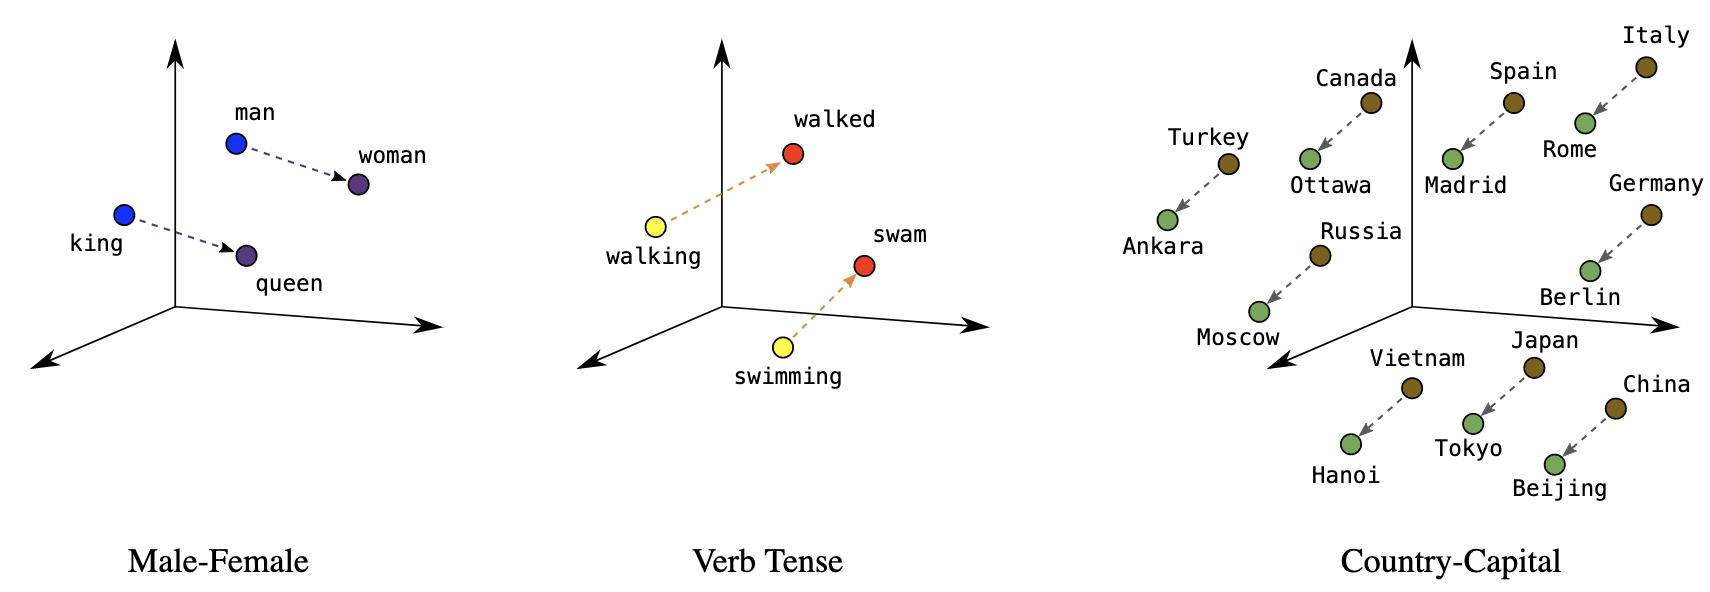 man
woman
king
queen
Male-Female
walked
walking
swam
swimming
Verb Tense
Italy
Canada
Spain
Turkey
Rome
Ottawa
Madrid
Germany
Ankara
Russia
Berlin
Moscow
Japan
Vietnam
China
Tokyo
Hanoi
Beijing
Country-Capital